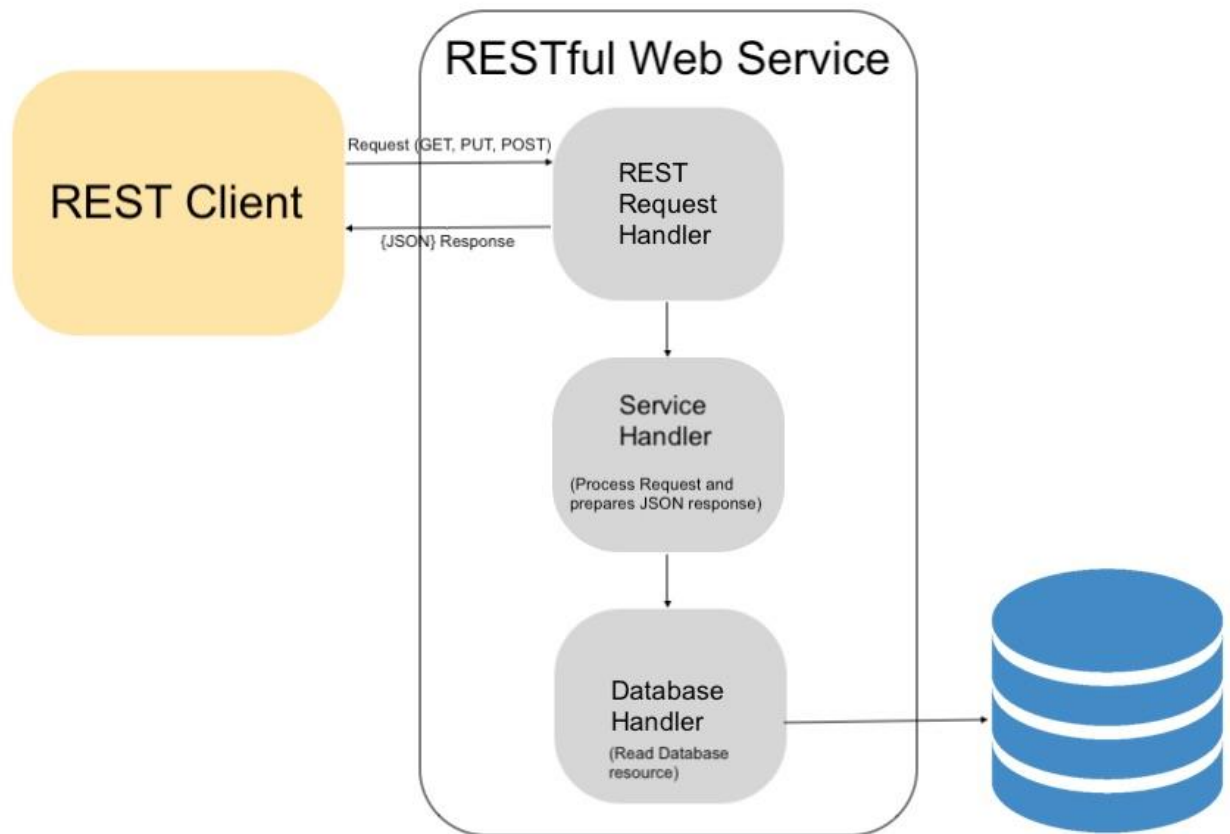 RESTful Web Service
REST Client
Request (GET, PUT, POST)
{JSON} Response
REST
Request
Handler
Service
Handler
(Process Request and
prepares JSON response)
Database
Handler
(Read Database
resource)